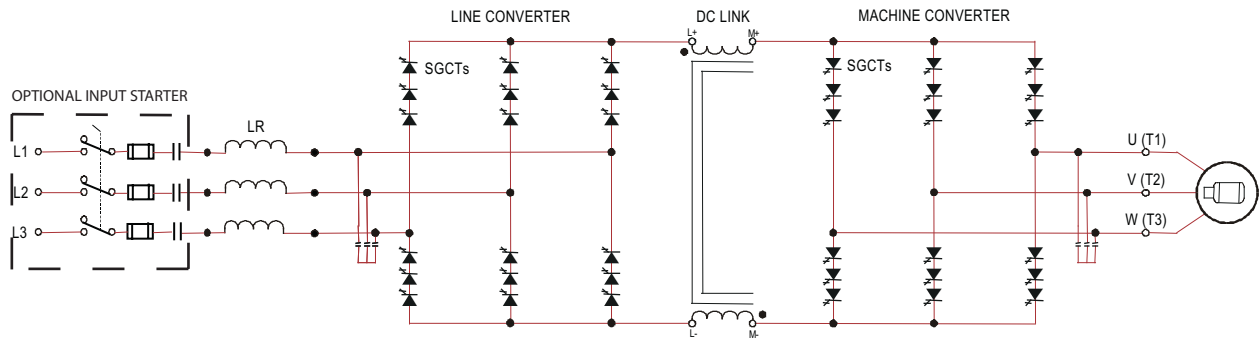 LINE CONVERTER
DC LINK
MACHINE CONVERTER
L+
M+
SGCTs
SGCTs
OPTIONAL INPUT STARTER
LR
L1
U (T1)
L2
V (T2)
L3
W (T3)
L-
M-